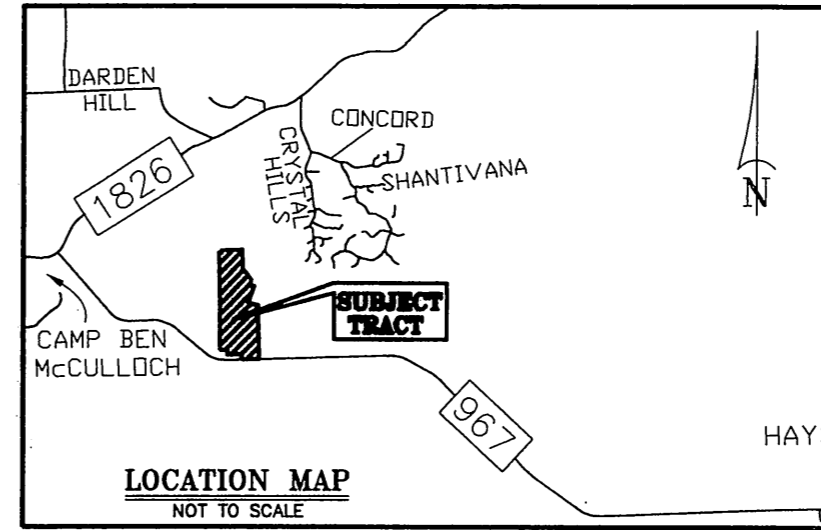 DARDEN
HILL
1826
CRYSTAL
HILLS
CONCORD
SHANTIVANA
N
SUBJECT
TRACT
CAMP BEN
McCULLOCH
967
HAY
LOCATION MAP
NOT TO SCALE